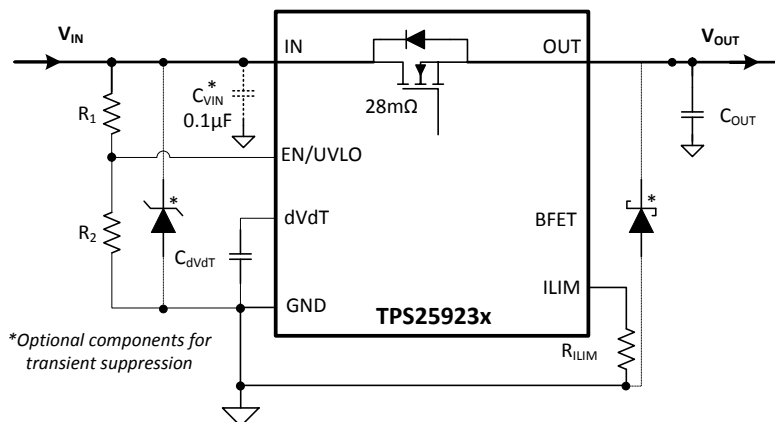 V_IN
IN
OUT
V_OUT
R_1
C_VIN
*
0.1µF
28mΩ
C_OUT
EN/UVLO
R_2
*
dVdT
BFET
*
C_dVdT
ILIM
GND
TPS25923x
R_ILIM
*Optional components for
transient suppression